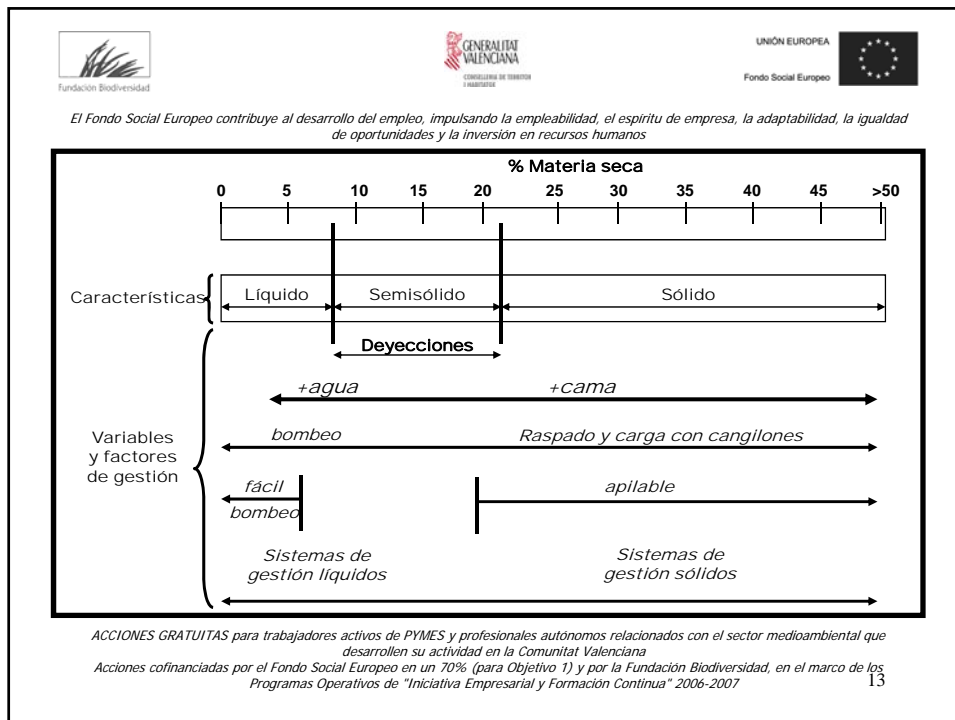 Fundación Biodiversidad
GENERALITAT
VALENCIANA
CONSELLERIA DE TERRITORI
I HABITATGE
UNIÓN EUROPEA
Fondo Social Europeo
El Fondo Social Europeo contribuye al desarrollo del empleo, impulsando la empleabilidad, el espíritu de empresa, la adaptabilidad, la igualdad
de oportunidades y la inversión en recursos humanos
% Materia seca
0 5 10 15 20 25 30 35 40 45 >50
Características
Líquido Semisólido Sólido
Deyecciones
+agua +cama
Variables
y factores
de gestión
bombeo Raspado y carga con cangilones
fácil
bombeo
apilable
Sistemas de
gestión líquidos
Sistemas de
gestión sólidos
ACCIONES GRATUITAS para trabajadores activos de PYMES y profesionales autónomos relacionados con el sector medioambiental que
desarrollen su actividad en la Comunitat Valenciana
Acciones cofinanciadas por el Fondo Social Europeo en un 70% (para Objetivo 1) y por la Fundación Biodiversidad, en el marco de los
Programas Operativos de "Iniciativa Empresarial y Formación Continua" 2006-2007
13